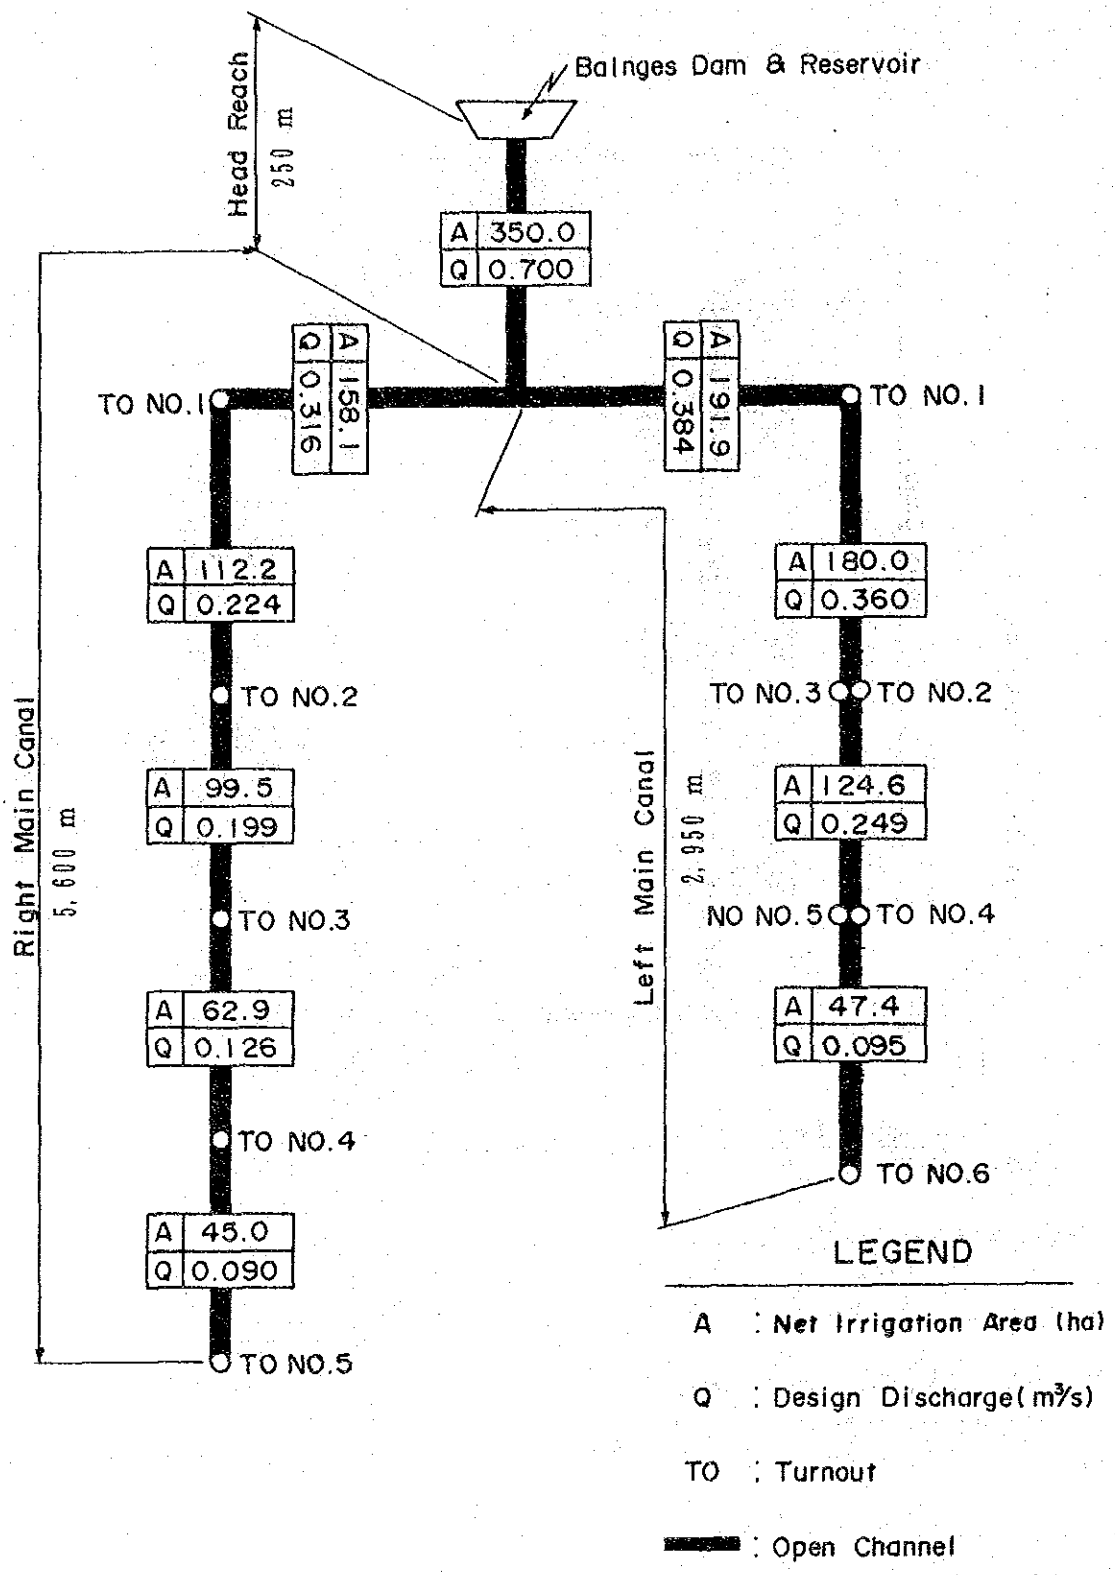 Balnges Dam & Reservoir
Head Reach
250 m
A 350.0
Q 0.700
A 158.1
Q 0.316
A 191.9
Q 0.384
TO NO.1
TO NO.1
A 112.2
Q 0.224
A 180.0
Q 0.360
TO NO.2
TO NO.3
TO NO.2
Right Main Canal
5,600 m
Left Main Canal
2,950 m
A 99.5
Q 0.199
A 124.6
Q 0.249
TO NO.3
NO NO.5
TO NO.4
A 62.9
Q 0.126
A 47.4
Q 0.095
TO NO.4
TO NO.6
A 45.0
Q 0.090
TO NO.5
LEGEND
A : Net Irrigation Area (ha)
Q : Design Discharge(m³/s)
TO : Turnout
: Open Channel